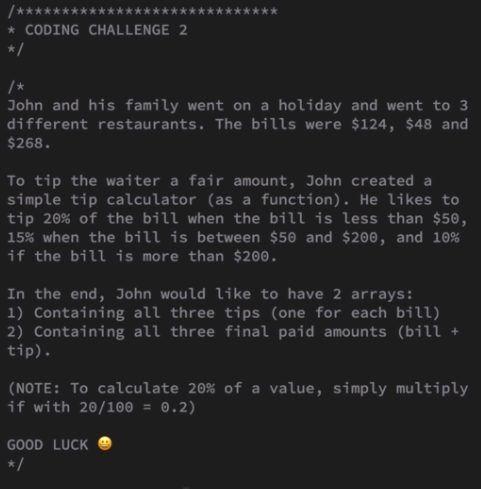 /*****************************
* CODING CHALLENGE 2
*/
/*
John and his family went on a holiday and went to 3
different restaurants. The bills were $124, $48 and
$268.
To tip the waiter a fair amount, John created a
simple tip calculator (as a function). He likes to
tip 20% of the bill when the bill is less than $50,
15% when the bill is between $50 and $200, and 10%
if the bill is more than $200.
In the end, John would like to have 2 arrays:
1) Containing all three tips (one for each bill)
2) Containing all three final paid amounts (bill +
tip).
(NOTE: To calculate 20% of a value, simply multiply
if with 20/100 = 0.2)
GOOD LUCK 😀
*/